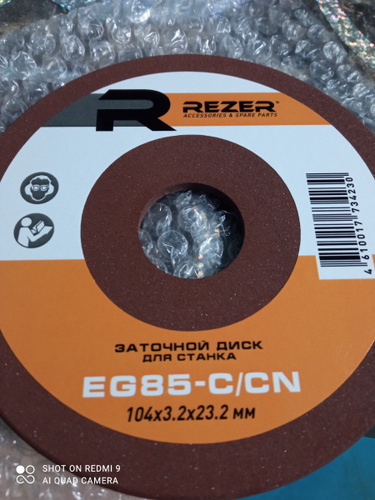 R REZER®
ACCESSORIES & SPARE PARTS
4 610017 734230
ЗАТОЧНОЙ ДИСК
ДЛЯ СТАНКА
EG85-C/CN
104x3.2x23.2 мм
SHOT ON REDMI 9
AI QUAD CAMERA